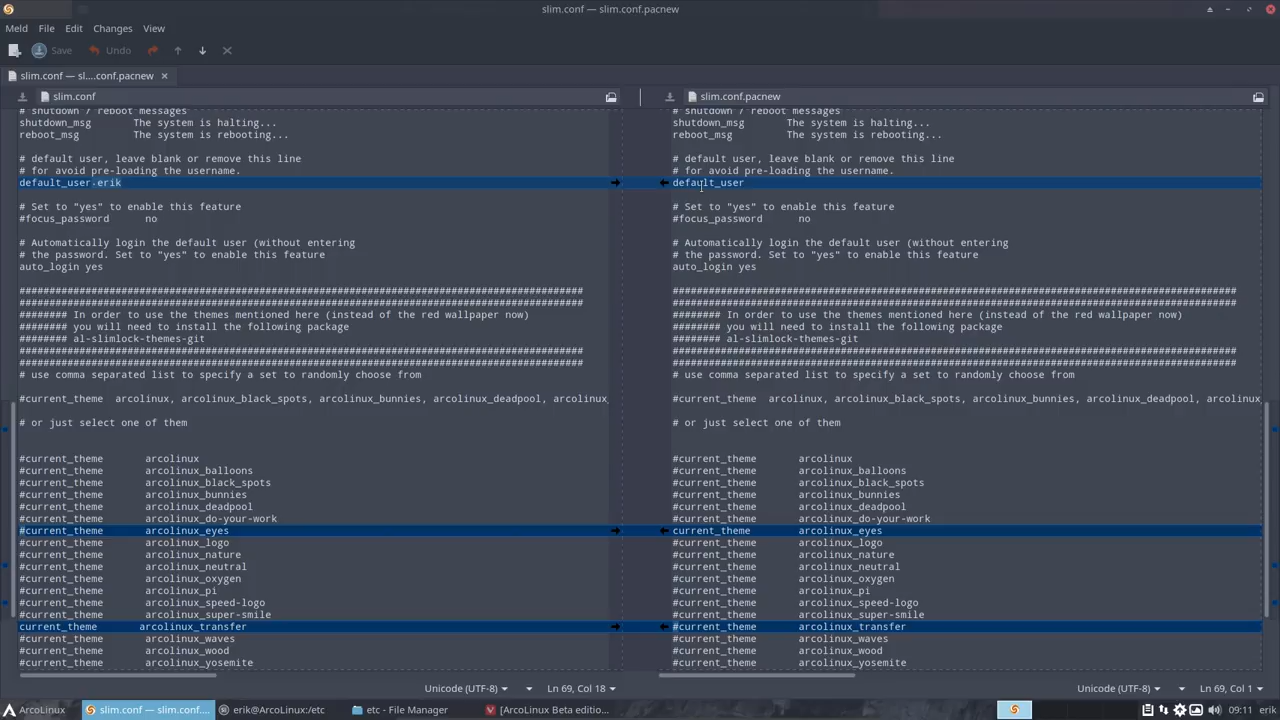 slim.conf — slim.conf.pacnew
Meld File Edit Changes View
Save Undo
slim.conf — sl....conf.pacnew ×
slim.conf
# shutdown / reboot messages
shutdown_msg The system is halting...
reboot_msg The system is rebooting...
# default user, leave blank or remove this line
# for avoid pre-loading the username.
default_user erik
# Set to "yes" to enable this feature
#focus_password no
# Automatically login the default user (without entering
# the password. Set to "yes" to enable this feature
auto_login yes
##############################################################################################
##############################################################################################
######## In order to use the themes mentioned here (instead of the red wallpaper now)
######## you will need to install the following package
######## al-slimlock-themes-git
##############################################################################################
##############################################################################################
# use comma separated list to specify a set to randomly choose from
#current_theme arcolinux, arcolinux_black_spots, arcolinux_bunnies, arcolinux_deadpool, arcolinux
# or just select one of them
#current_theme arcolinux
#current_theme arcolinux_balloons
#current_theme arcolinux_black_spots
#current_theme arcolinux_bunnies
#current_theme arcolinux_deadpool
#current_theme arcolinux_do-your-work
#current_theme arcolinux_eyes
#current_theme arcolinux_logo
#current_theme arcolinux_nature
#current_theme arcolinux_neutral
#current_theme arcolinux_oxygen
#current_theme arcolinux_pi
#current_theme arcolinux_speed-logo
#current_theme arcolinux_super-smile
current_theme arcolinux_transfer
#current_theme arcolinux_waves
#current_theme arcolinux_wood
#current_theme arcolinux_yosemite
Unicode (UTF-8) Ln 69, Col 18
slim.conf.pacnew
# shutdown / reboot messages
shutdown_msg The system is halting...
reboot_msg The system is rebooting...
# default user, leave blank or remove this line
# for avoid pre-loading the username.
default_user
# Set to "yes" to enable this feature
#focus_password no
# Automatically login the default user (without entering
# the password. Set to "yes" to enable this feature
auto_login yes
##############################################################################################
##############################################################################################
######## In order to use the themes mentioned here (instead of the red wallpaper now)
######## you will need to install the following package
######## al-slimlock-themes-git
##############################################################################################
##############################################################################################
# use comma separated list to specify a set to randomly choose from
#current_theme arcolinux, arcolinux_black_spots, arcolinux_bunnies, arcolinux_deadpool, arcolinux
# or just select one of them
#current_theme arcolinux
#current_theme arcolinux_balloons
#current_theme arcolinux_black_spots
#current_theme arcolinux_bunnies
#current_theme arcolinux_deadpool
#current_theme arcolinux_do-your-work
current_theme arcolinux_eyes
#current_theme arcolinux_logo
#current_theme arcolinux_nature
#current_theme arcolinux_neutral
#current_theme arcolinux_oxygen
#current_theme arcolinux_pi
#current_theme arcolinux_speed-logo
#current_theme arcolinux_super-smile
#current_theme arcolinux_transfer
#current_theme arcolinux_waves
#current_theme arcolinux_wood
#current_theme arcolinux_yosemite
Unicode (UTF-8) Ln 69, Col 1
ArcoLinux slim.conf — slim.conf.... erik@ArcoLinux:/etc etc - File Manager [ArcoLinux Beta editio... 09:11 erik